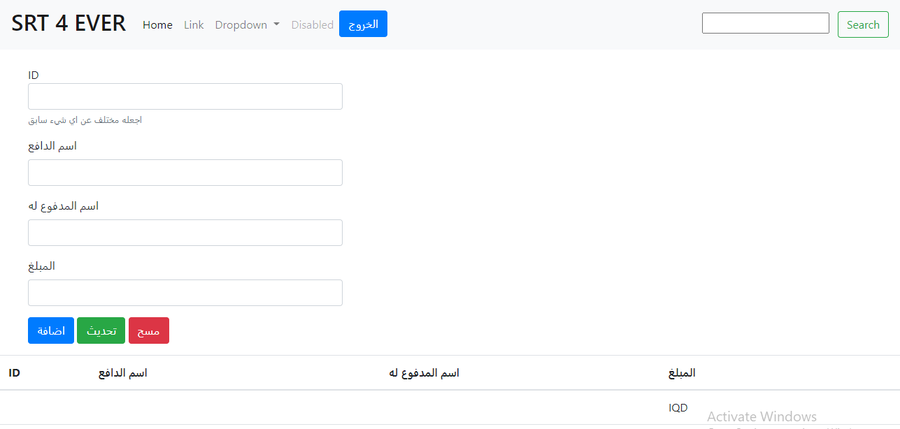 SRT 4 EVER Home Link Dropdown Disabled الخروج Search
ID
اجعله مختلف عن اي شيء سابق
اسم الدافع
اسم المدفوع له
المبلغ
اضافة تحديث مسح
ID اسم الدافع اسم المدفوع له المبلغ
IQD
Activate Windows